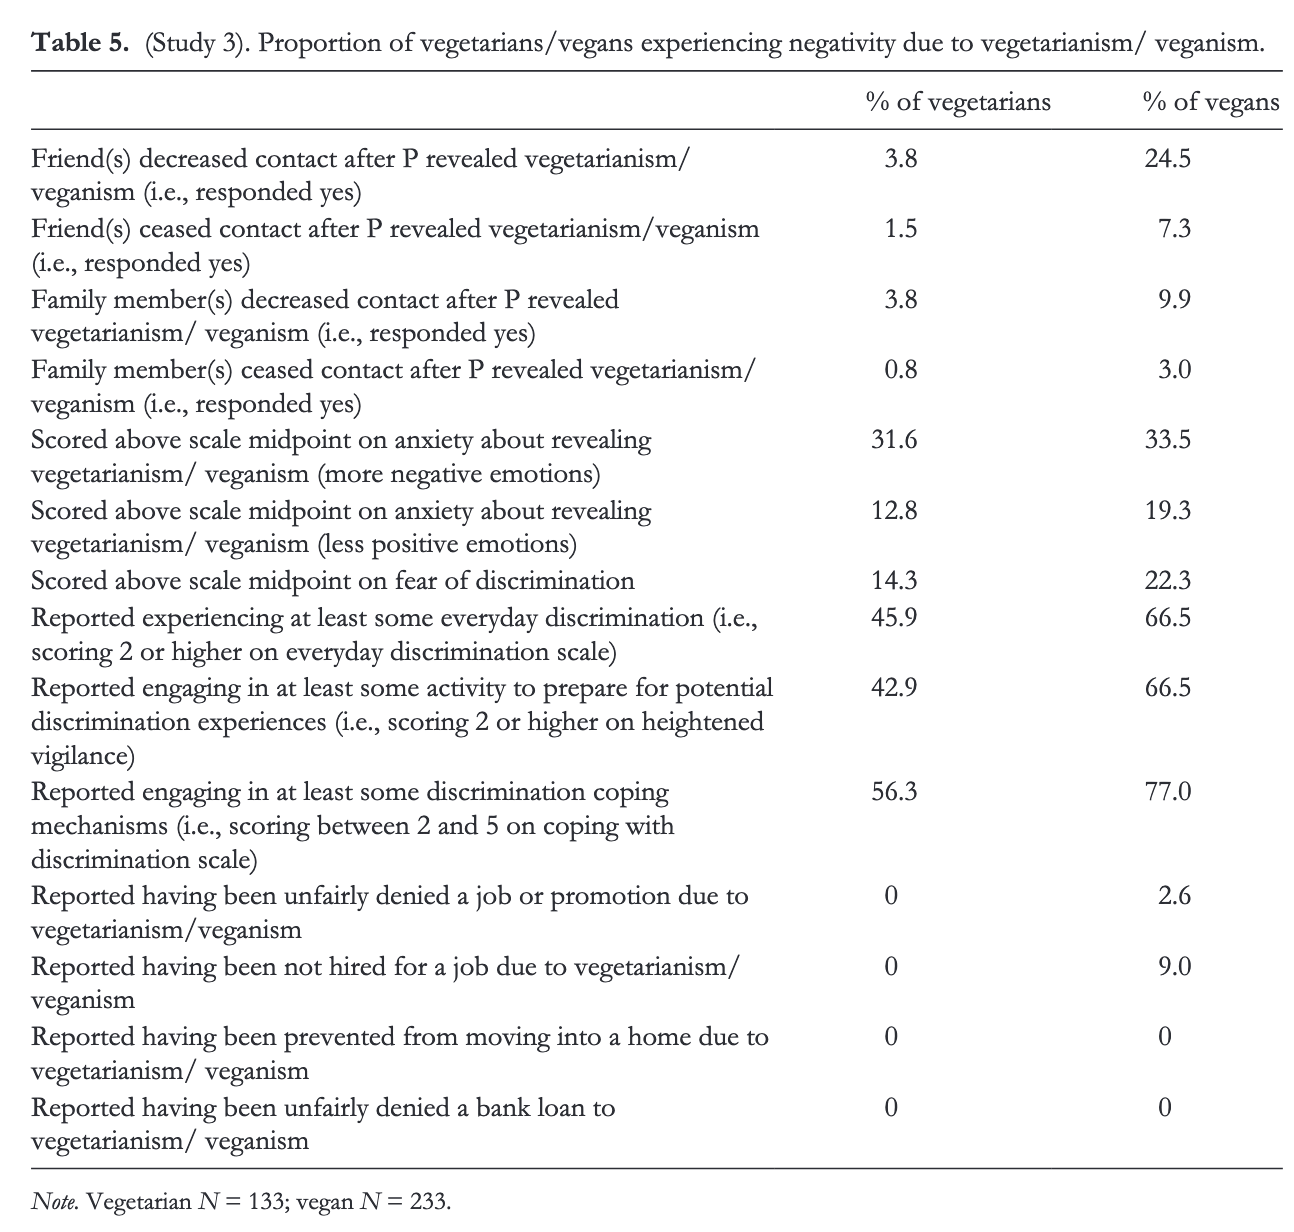 Table 5. (Study 3). Proportion of vegetarians/vegans experiencing negativity due to vegetarianism/ veganism.
% of vegetarians % of vegans
Friend(s) decreased contact after P revealed vegetarianism/ 3.8 24.5
veganism (i.e., responded yes)
Friend(s) ceased contact after P revealed vegetarianism/veganism 1.5 7.3
(i.e., responded yes)
Family member(s) decreased contact after P revealed 3.8 9.9
vegetarianism/ veganism (i.e., responded yes)
Family member(s) ceased contact after P revealed vegetarianism/ 0.8 3.0
veganism (i.e., responded yes)
Scored above scale midpoint on anxiety about revealing 31.6 33.5
vegetarianism/ veganism (more negative emotions)
Scored above scale midpoint on anxiety about revealing 12.8 19.3
vegetarianism/ veganism (less positive emotions)
Scored above scale midpoint on fear of discrimination 14.3 22.3
Reported experiencing at least some everyday discrimination (i.e., 45.9 66.5
scoring 2 or higher on everyday discrimination scale)
Reported engaging in at least some activity to prepare for potential 42.9 66.5
discrimination experiences (i.e., scoring 2 or higher on heightened
vigilance)
Reported engaging in at least some discrimination coping 56.3 77.0
mechanisms (i.e., scoring between 2 and 5 on coping with
discrimination scale)
Reported having been unfairly denied a job or promotion due to 0 2.6
vegetarianism/veganism
Reported having been not hired for a job due to vegetarianism/ 0 9.0
veganism
Reported having been prevented from moving into a home due to 0 0
vegetarianism/ veganism
Reported having been unfairly denied a bank loan to 0 0
vegetarianism/ veganism
Note. Vegetarian N = 133; vegan N = 233.